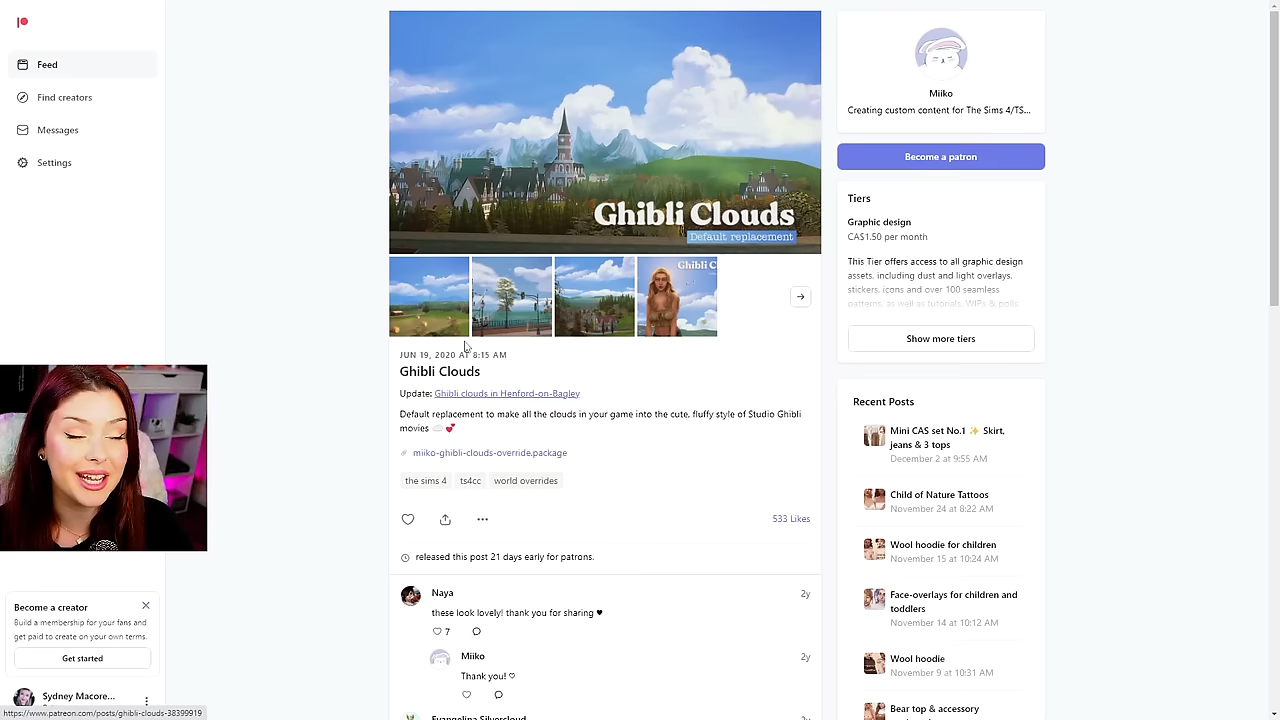 Feed
Find creators
Messages
Settings
Become a creator
Build a membership for your fans and
get paid to create on your own terms.
Get started
Sydney Macore...
https://www.patreon.com/posts/ghibli-clouds-38399919
Ghibli Clouds
Default replacement
Ghibli C
JUN 19, 2020 AT 8:15 AM
Ghibli Clouds
Update: Ghibli clouds in Henford-on-Bagley
Default replacement to make all the clouds in your game into the cute, fluffy style of Studio Ghibli
movies ☁️ 💕
miiko-ghibli-clouds-override.package
the sims 4
ts4cc
world overrides
533 Likes
released this post 21 days early for patrons.
Naya
2y
these look lovely! thank you for sharing ♥
7
Miiko
2y
Thank you! ♡
Evangelina Silvercloud
Miiko
Creating custom content for The Sims 4/TS...
Become a patron
Tiers
Graphic design
CA$1.50 per month
This Tier offers access to all graphic design
assets, including dust and light overlays,
stickers, icons and over 100 seamless
patterns, as well as tutorials, WIPs & polls.
Show more tiers
Recent Posts
Mini CAS set No.1 ✨ Skirt,
jeans & 3 tops
December 2 at 9:55 AM
Child of Nature Tattoos
November 24 at 8:22 AM
Wool hoodie for children
November 15 at 10:24 AM
Face-overlays for children and
toddlers
November 14 at 10:12 AM
Wool hoodie
November 9 at 10:31 AM
Bear top & accessory